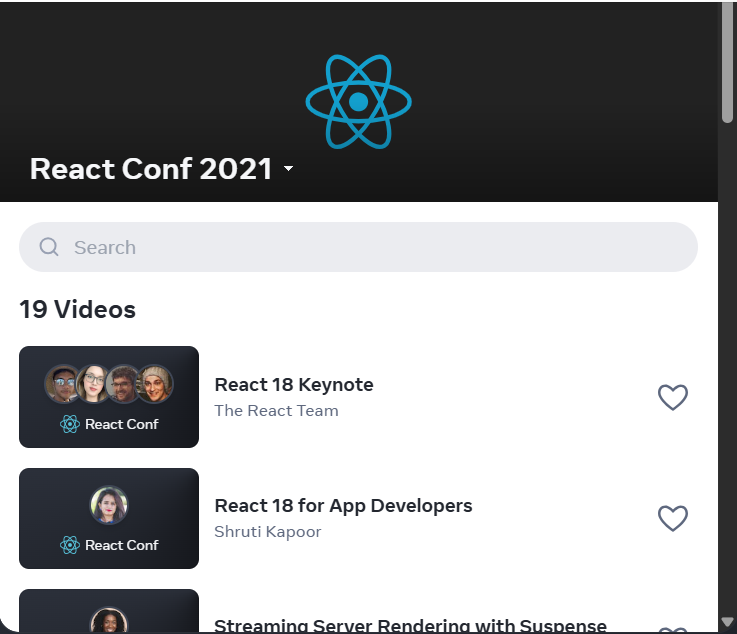 React Conf 2021
Search
19 Videos
React Conf
React 18 Keynote
The React Team
React Conf
React 18 for App Developers
Shruti Kapoor
Streaming Server Rendering with Suspense